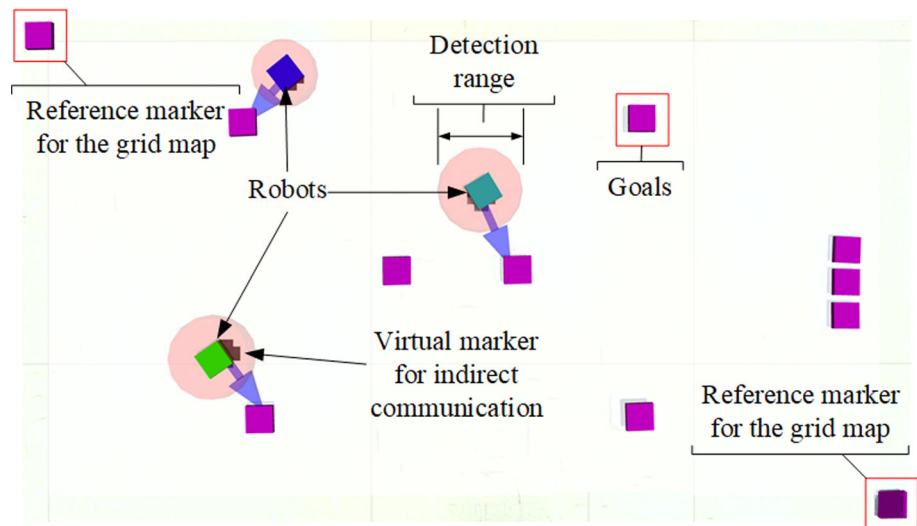 Detection
range
Reference marker
for the grid map
Robots
Goals
Virtual marker
for indirect
communication
Reference marker
for the grid map